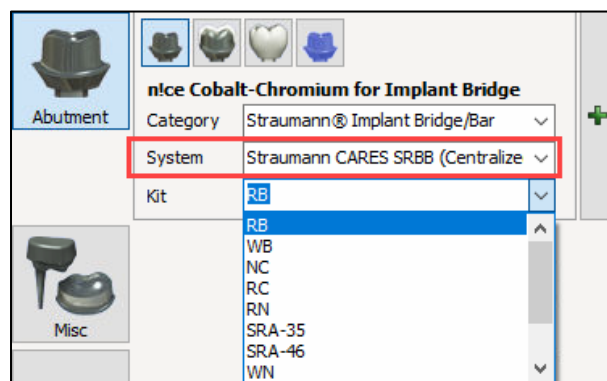 n!ce Cobalt-Chromium for Implant Bridge
Abutment
Category Straumann® Implant Bridge/Bar
System Straumann CARES SRBB (Centralize
Kit RB
RB
WB
NC
RC
RN
SRA-35
SRA-46
WN
Misc